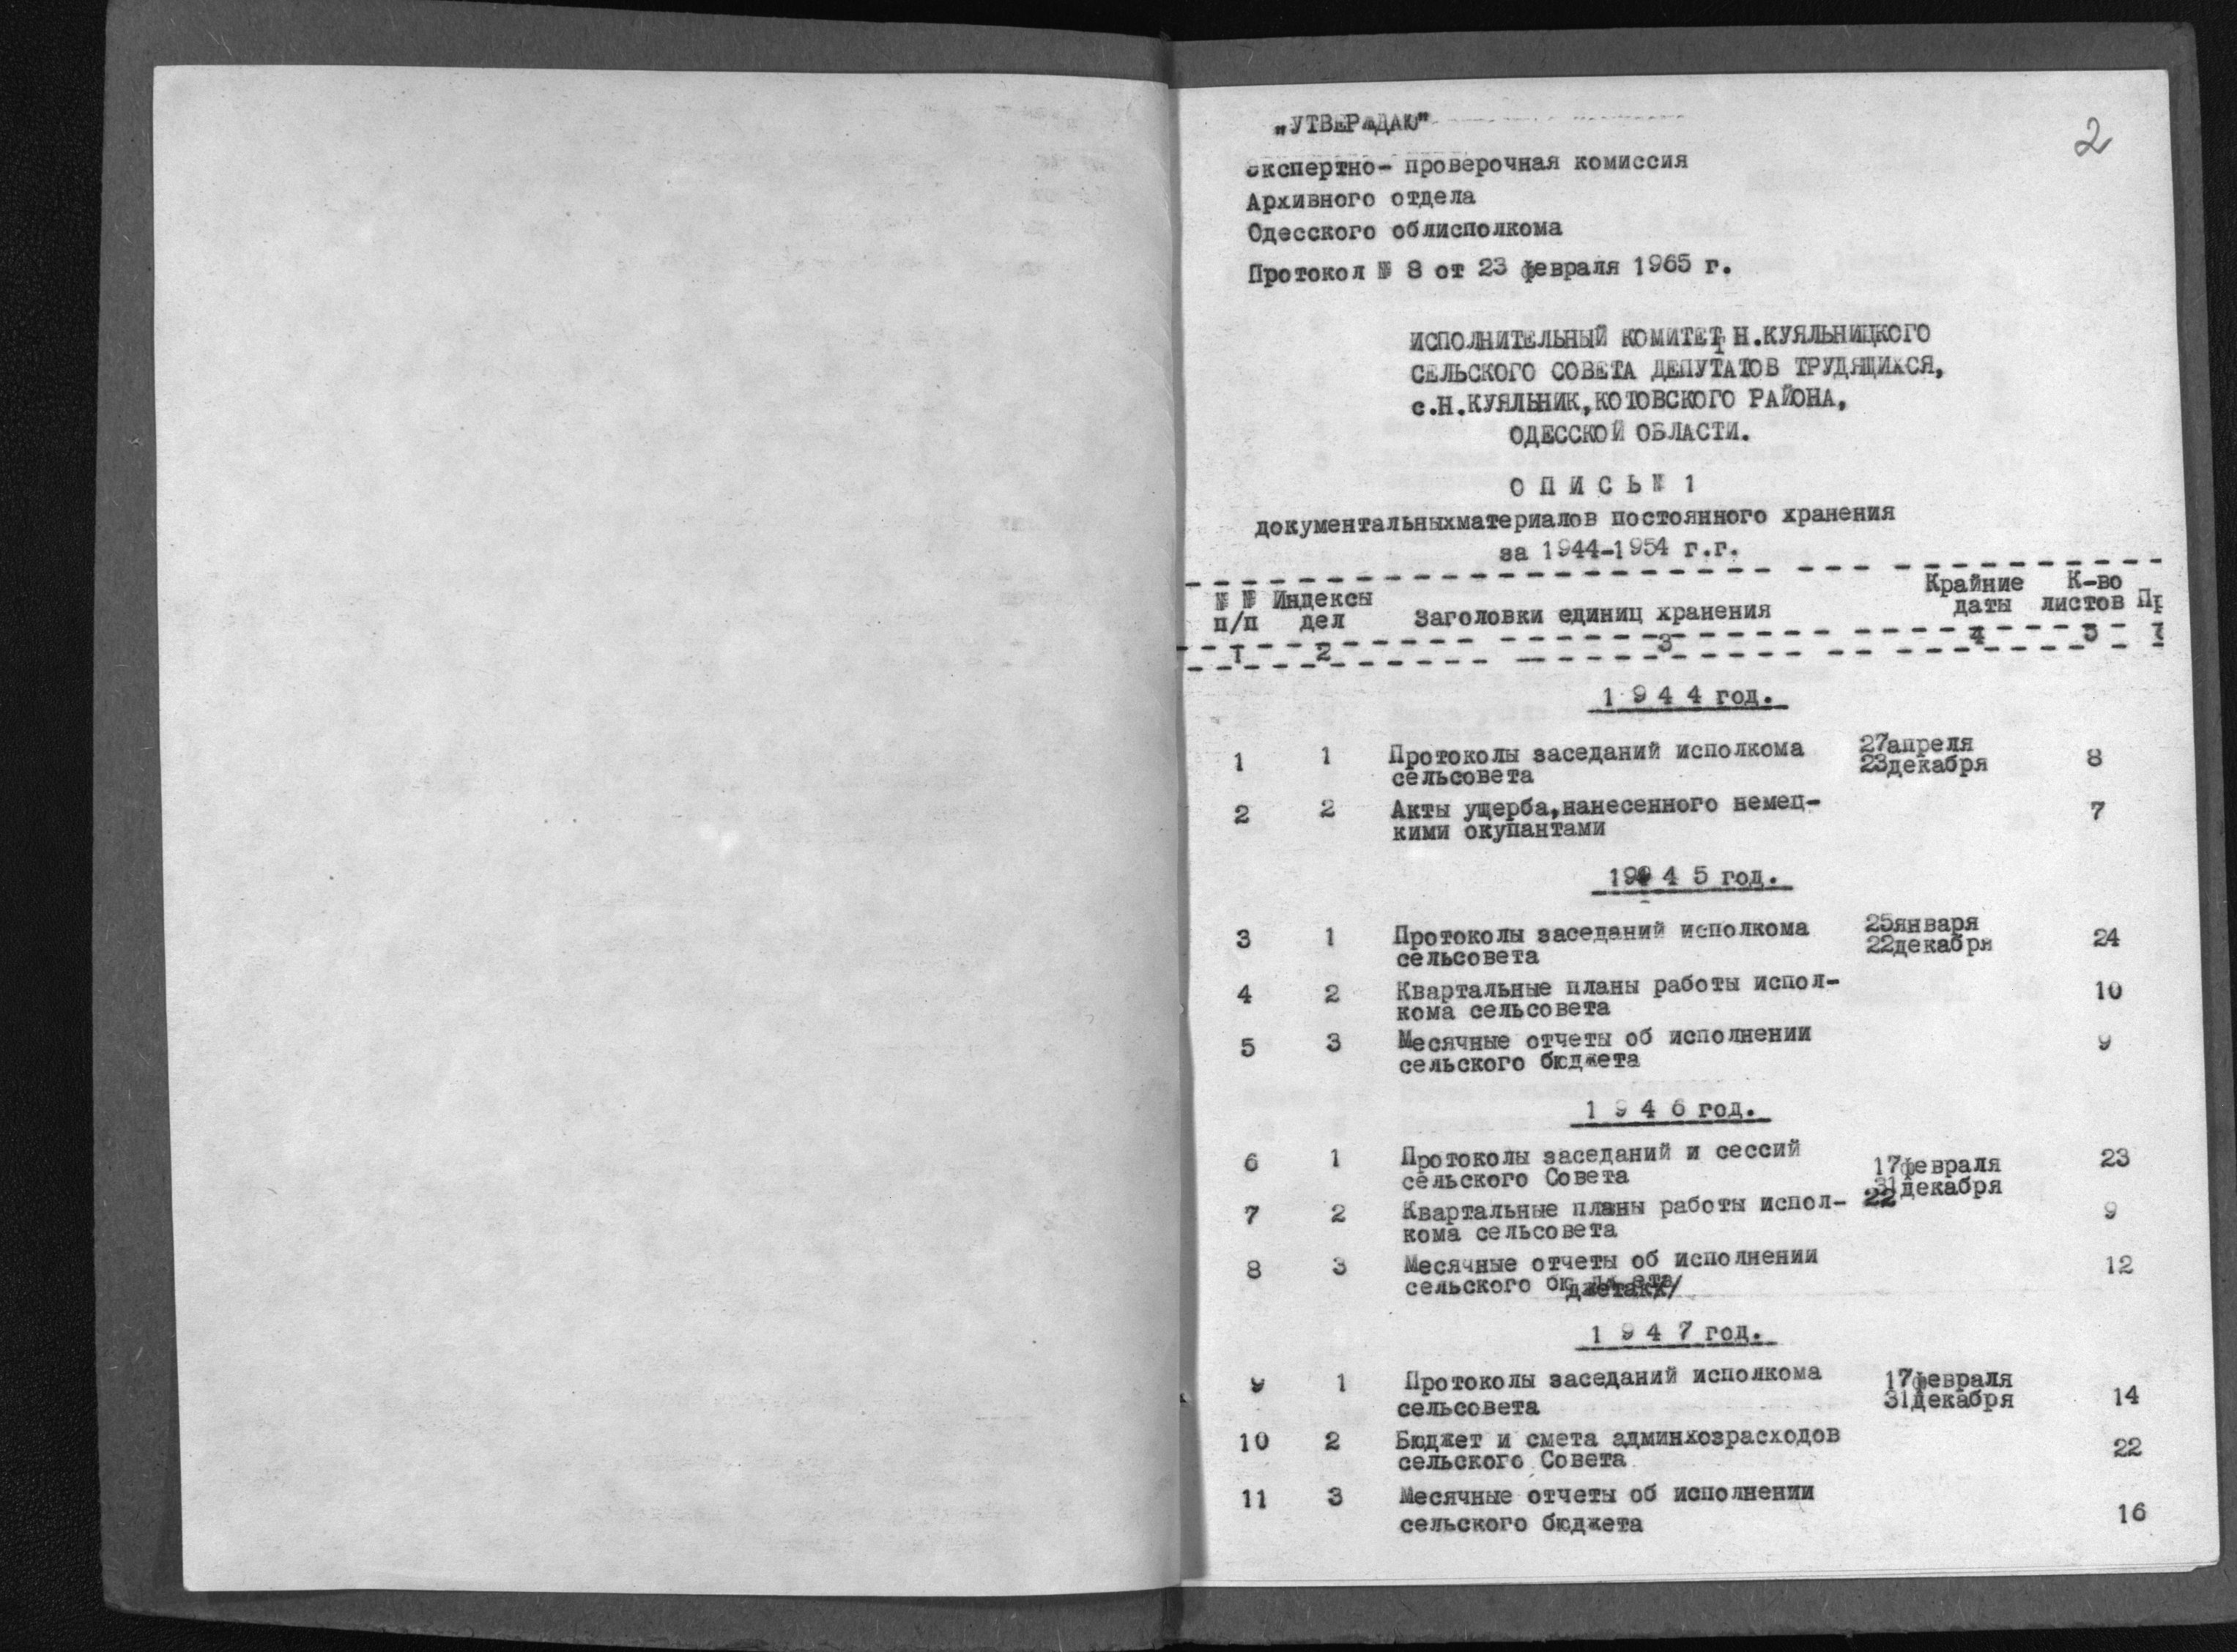 2
„УТВЕРЖДАЮ"
экспертно- проверочная комиссия
Архивного отдела
Одесского облисполкома
Протокол № 8 от 23 февраля 1965 г.
ИСПОЛНИТЕЛЬНЫЙ КОМИТЕТ Н.КУЯЛЬНИЦКОГО
СЕЛЬСКОГО СОВЕТА ДЕПУТАТОВ ТРУДЯЩИХСЯ,
с.Н.КУЯЛЬНИК,КОТОВСКОГО РАЙОНА,
ОДЕССКОЙ ОБЛАСТИ.
О П И С Ь № 1
документальныхматериалов постоянного хранения
за 1944-1954 г.г.
№ № Индексы Крайние К-во
п/п дел Заголовки единиц хранения даты листов Пр
1 2 3 4 5
1 9 4 4 год.
1 1 Протоколы заседаний исполкома 27апреля 8
сельсовета 23декабря
2 2 Акты ущерба,нанесенного немец- 7
кими окупантами
19 4 5 год.
3 1 Протоколы заседаний исполкома 25января 24
сельсовета 22декабря
4 2 Квартальные планы работы испол- 10
кома сельсовета
5 3 Месячные отчеты об исполнении 9
сельского бюджета
1 9 4 6 год.
6 1 Протоколы заседаний и сессий 17февраля 23
сельского Совета 31декабря
7 2 Квартальные планы работы испол- 22 9
кома сельсовета
8 3 Месячные отчеты об исполнении 12
сельского
1 9 4 7 год.
9 1 Протоколы заседаний исполкома 17февраля 14
сельсовета 31декабря
10 2 Бюджет и смета админхозрасходов 22
сельского Совета
11 3 Месячные отчеты об исполнении 16
сельского бюджета